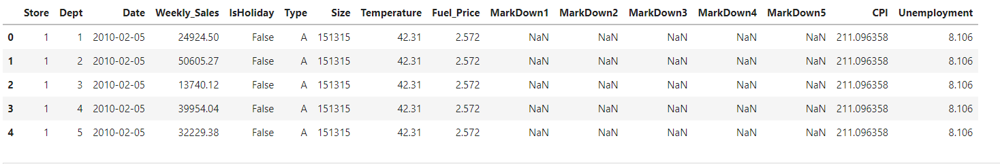 Store Dept Date Weekly_Sales IsHoliday Type Size Temperature Fuel_Price MarkDown1 MarkDown2 MarkDown3 MarkDown4 MarkDown5 CPI Unemployment
0 1 1 2010-02-05 24924.50 False A 151315 42.31 2.572 NaN NaN NaN NaN NaN 211.096358 8.106
1 1 2 2010-02-05 50605.27 False A 151315 42.31 2.572 NaN NaN NaN NaN NaN 211.096358 8.106
2 1 3 2010-02-05 13740.12 False A 151315 42.31 2.572 NaN NaN NaN NaN NaN 211.096358 8.106
3 1 4 2010-02-05 39954.04 False A 151315 42.31 2.572 NaN NaN NaN NaN NaN 211.096358 8.106
4 1 5 2010-02-05 32229.38 False A 151315 42.31 2.572 NaN NaN NaN NaN NaN 211.096358 8.106